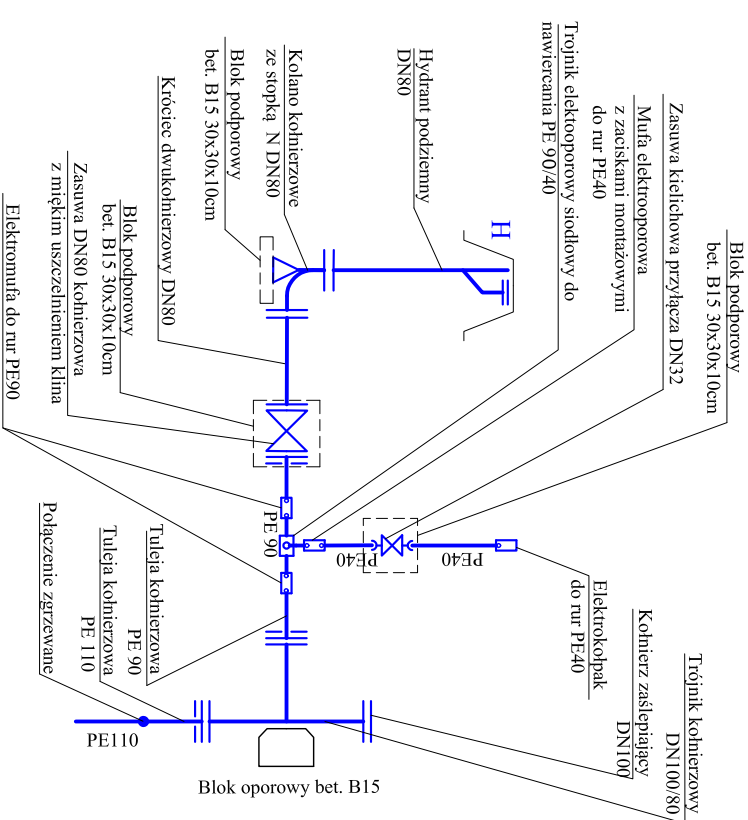 Blok podporowy
bet. B15 30x30x10cm
Zasuwa kielichowa przyłącza DN32
Mufa elektrooporowa
z zaciskami montażowymi
do rur PE40
Trojnik elektooporowy siodłowy do
nawiercania PE 90/40
Hydrant podziemny
DN80
Kolano kołnierzowe
ze stopką N DN80
Blok podporowy
bet. B15 30x30x10cm
Króciec dwukołnierzowy DN80
Blok podporowy
bet. B15 30x30x10cm
Zasuwa DN80 kołnierzowa
z miękim uszczelnieniem klina
Elektromufa do rur PE90
H
PE 90
PE40
PE40
Elektrokołpak
do rur PE40
Kołnierz zaślepiający
DN100
Trójnik kołnierzowy
DN100/80
Tuleja kołnierzowa
PE 90
Tuleja kołnierzowa
PE 110
Połączenie zgrzewane
PE110
Blok oporowy bet. B15